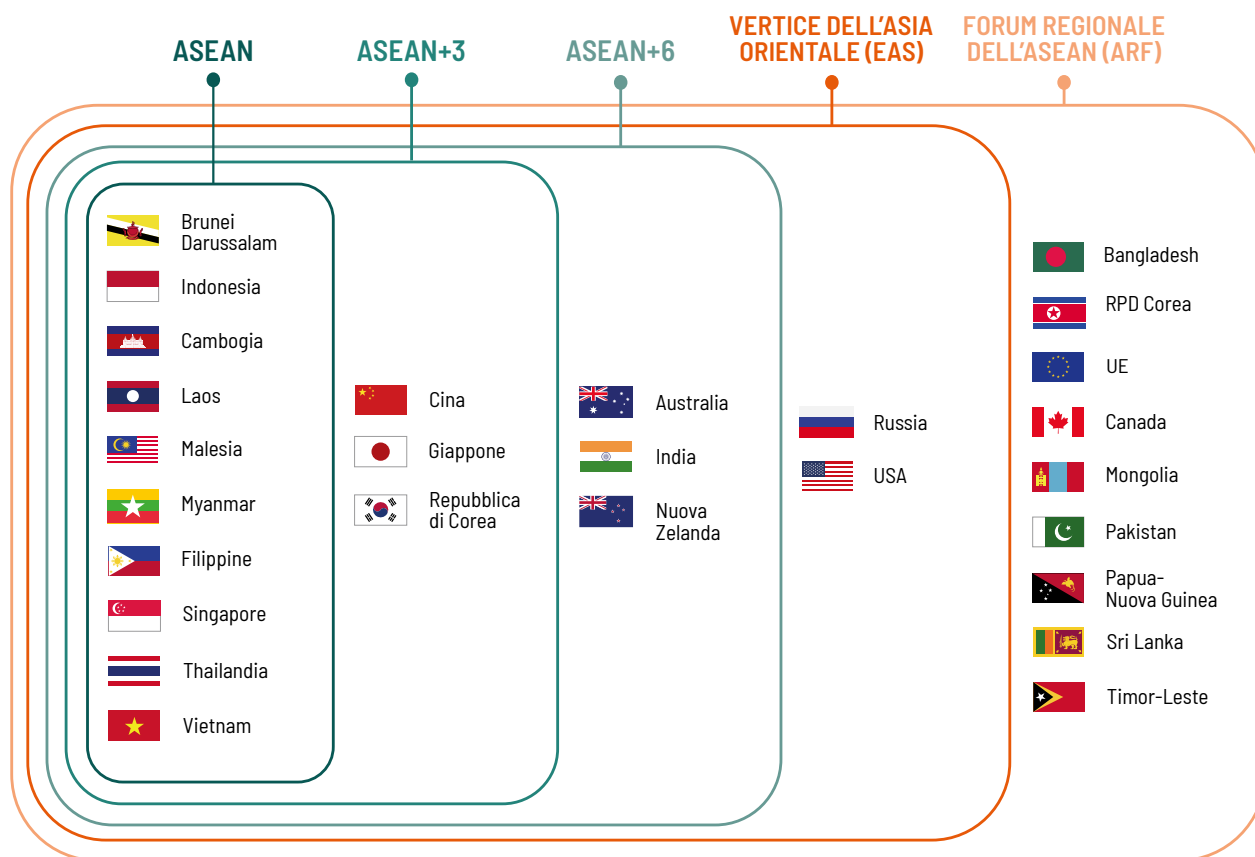 ASEAN
ASEAN+3
ASEAN+6
VERTICE DELL'ASIA
ORIENTALE (EAS)
FORUM REGIONALE
DELL'ASEAN (ARF)
Brunei
Darussalam
Indonesia
Cambogia
Laos
Malesia
Myanmar
Filippine
Singapore
Thailandia
Vietnam
Cina
Giappone
Repubblica
di Corea
Australia
India
Nuova
Zelanda
Russia
USA
Bangladesh
RPD Corea
UE
Canada
Mongolia
Pakistan
Papua-
Nuova Guinea
Sri Lanka
Timor-Leste